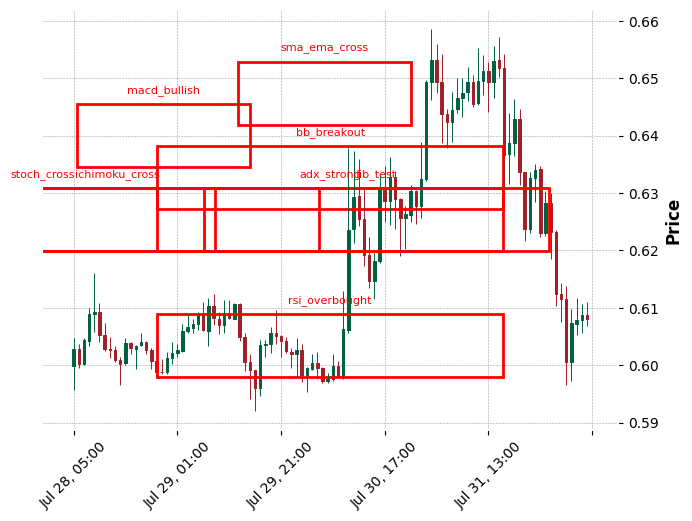 0.66
sma_ema_cross
0.65
macd_bullish
0.64
bb_breakout
stoch_crossichimoku_cross
adx_strong
fib_test
0.63
0.62
Price
rsi_overbought
0.61
0.60
0.59
Jul 28, 05:00
Jul 29, 01:00
Jul 29, 21:00
Jul 30, 17:00
Jul 31, 13:00